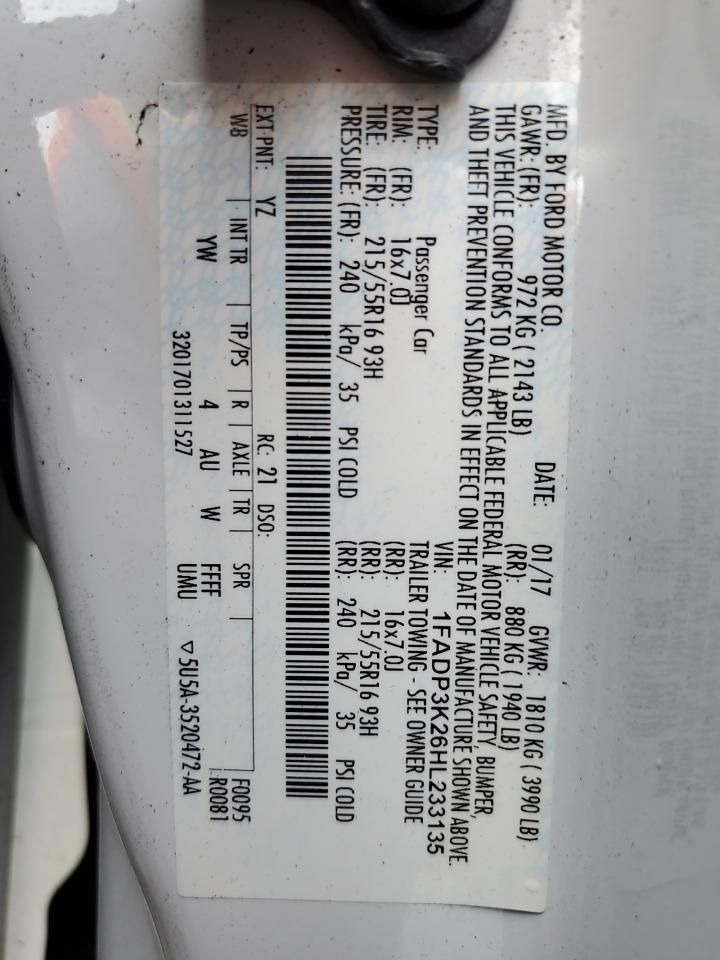 MFD. BY FORD MOTOR CO.
DATE: 01/17 GVWR: 1810 KG ( 3990 LB)
GAWR: (FR): 972 KG ( 2143 LB) (RR): 880 KG ( 1940 LB)
THIS VEHICLE CONFORMS TO ALL APPLICABLE FEDERAL MOTOR VEHICLE SAFETY, BUMPER,
AND THEFT PREVENTION STANDARDS IN EFFECT ON THE DATE OF MANUFACTURE SHOWN ABOVE.
VIN: 1FADP3K26HL233135
TYPE: Passenger Car TRAILER TOWING - SEE OWNER GUIDE
RIM: (FR): 16x7.0J (RR): 16x7.0J
TIRE: (FR): 215/55R16 93H (RR): 215/55R16 93H
PRESSURE: (FR): 240 kPa/ 35 PSI COLD (RR): 240 kPa/ 35 PSI COLD
EXT PNT: YZ RC: 21 DSO: F0095
WB INT TR TP/PS R AXLE TR SPR R0081
YW 4 AU W FFFF
3201701311527 UMU ▽5U5A-3520472-AA